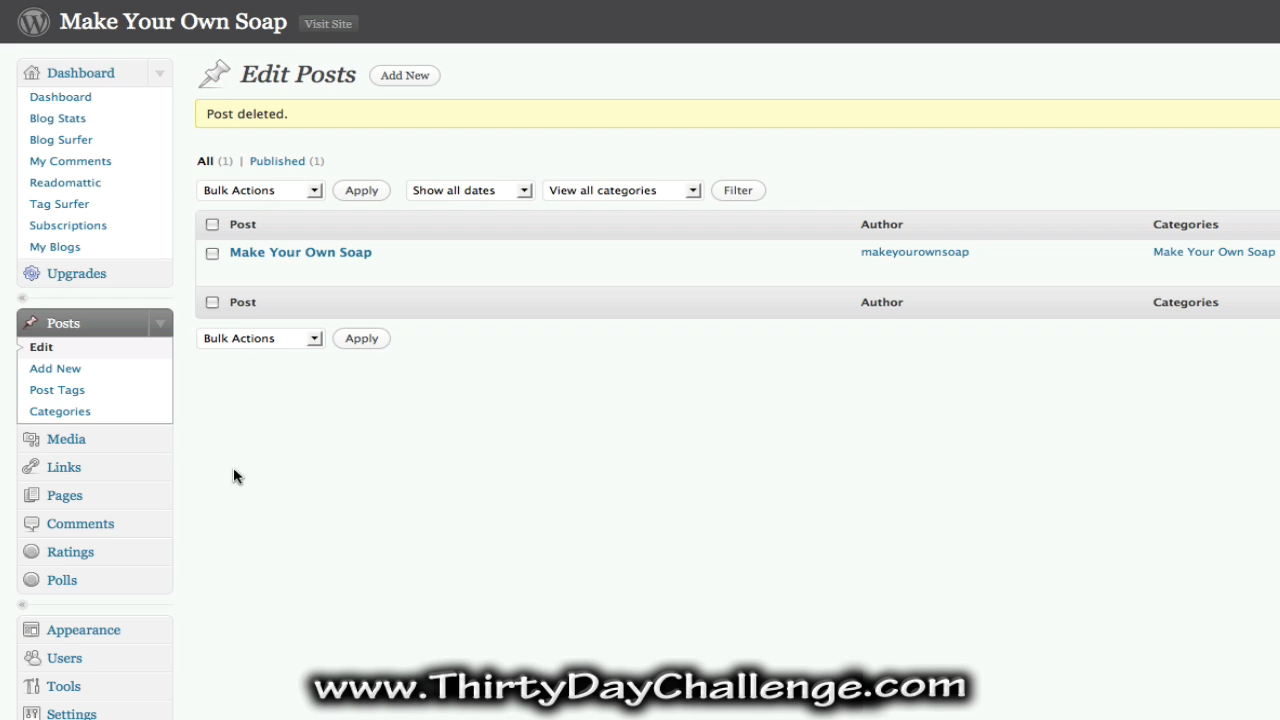 Make Your Own Soap Visit Site
Dashboard
Dashboard
Blog Stats
Blog Surfer
My Comments
Readomattic
Tag Surfer
Subscriptions
My Blogs
Upgrades
Posts
Edit
Add New
Post Tags
Categories
Media
Links
Pages
Comments
Ratings
Polls
Appearance
Users
Tools
Settings
Edit Posts Add New
Post deleted.
All (1) | Published (1)
Bulk Actions Apply Show all dates View all categories Filter
Post Author Categories
Make Your Own Soap makeyourownsoap Make Your Own Soap
Post Author Categories
Bulk Actions Apply
www.ThirtyDayChallenge.com